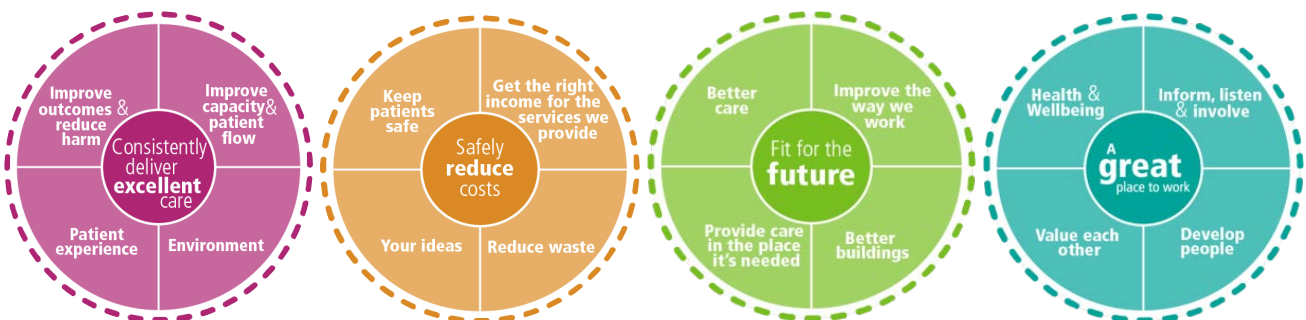 Improve
outcomes &
reduce
harm
Improve
capacity &
patient
flow
Consistently
deliver
excellent
care
Patient
experience
Environment
Keep
patients
safe
Get the right
income for the
services we
provide
Safely
reduce
costs
Your ideas
Reduce waste
Better
care
Improve the
way we
work
Fit for the
future
Provide care
in the place
it's needed
Better
buildings
Health &
Wellbeing
Inform, listen
& involve
A
great
place to work
Value each
other
Develop
people